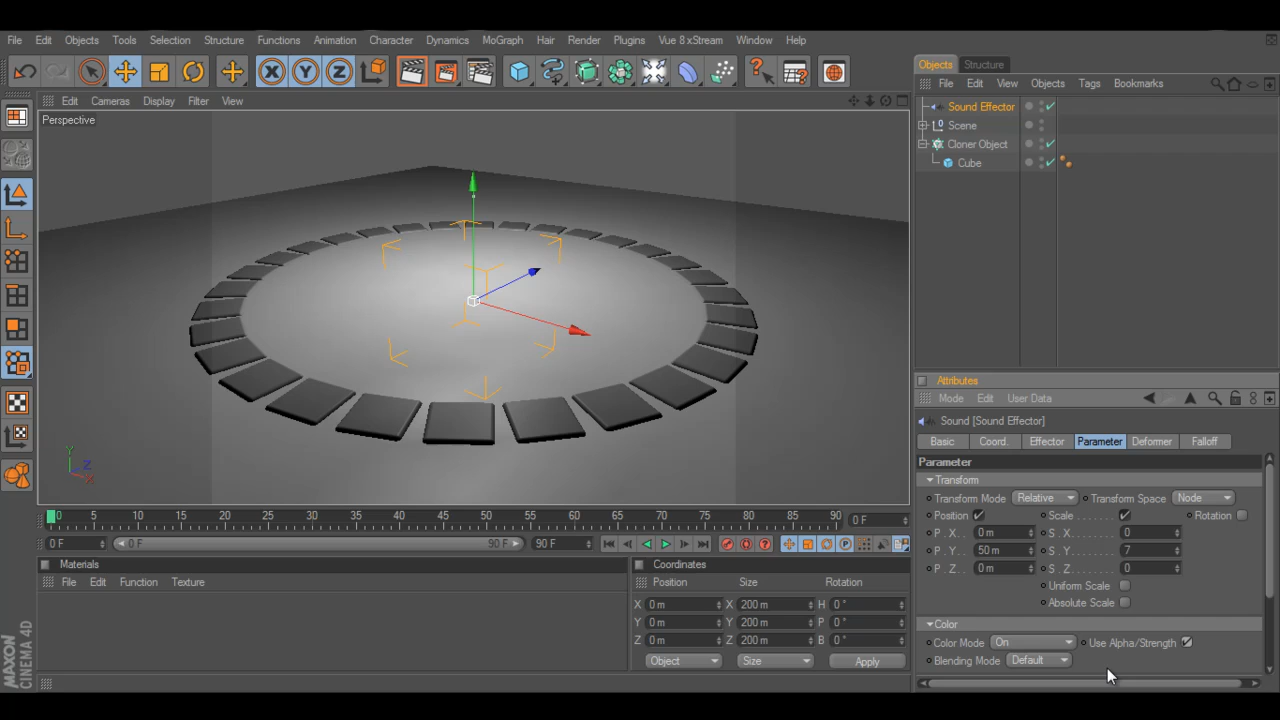 File Edit Objects Tools Selection Structure Functions Animation Character Dynamics MoGraph Hair Render Plugins Vue 8 xStream Window Help
Objects Structure
File Edit View Objects Tags Bookmarks
Edit Cameras Display Filter View
Perspective
Sound Effector
Scene
Cloner Object
Cube
Attributes
Mode Edit User Data
Sound [Sound Effector]
Basic Coord. Effector Parameter Deformer Falloff
Parameter
Transform
Transform Mode Relative Transform Space Node
Position Scale Rotation
P . X 0 m S . X 0
P . Y 50 m S . Y 7
P . Z 0 m S . Z 0
Uniform Scale
Absolute Scale
Color
Color Mode On Use Alpha/Strength
Blending Mode Default
Y Z X
0 5 10 15 20 25 30 35 40 45 50 55 60 65 70 75 80 85 90 0 F
0 F 0 F 90 F 90 F
Materials
File Edit Function Texture
Coordinates
Position Size Rotation
X 0 m X 200 m H 0 °
Y 0 m Y 200 m P 0 °
Z 0 m Z 200 m B 0 °
Object Size Apply
MAXON
CINEMA 4D